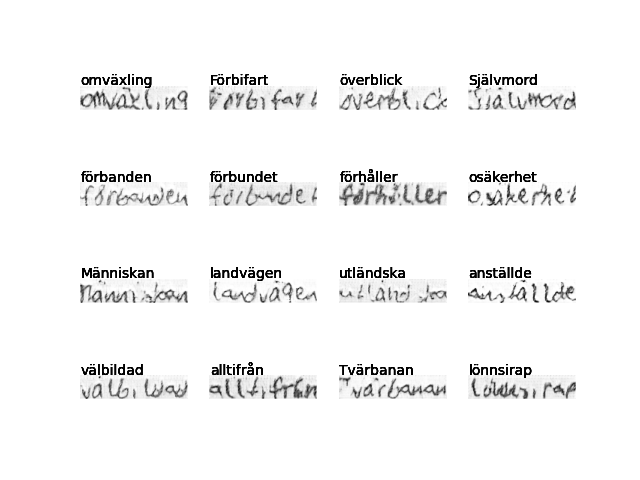 omväxling Förbifart överblick Självmord
omväxling Förbifart överblick Självmord
förbanden förbundet förhåller osäkerhet
förbanden förbundet förhåller osäkerhet
Människan landvägen utländska anställde
Människan landvägen utländska anställde
välbildad alltifrån Tvärbanan lönnsirap
välbildad alltifrån Tvärbanan lönnsirap